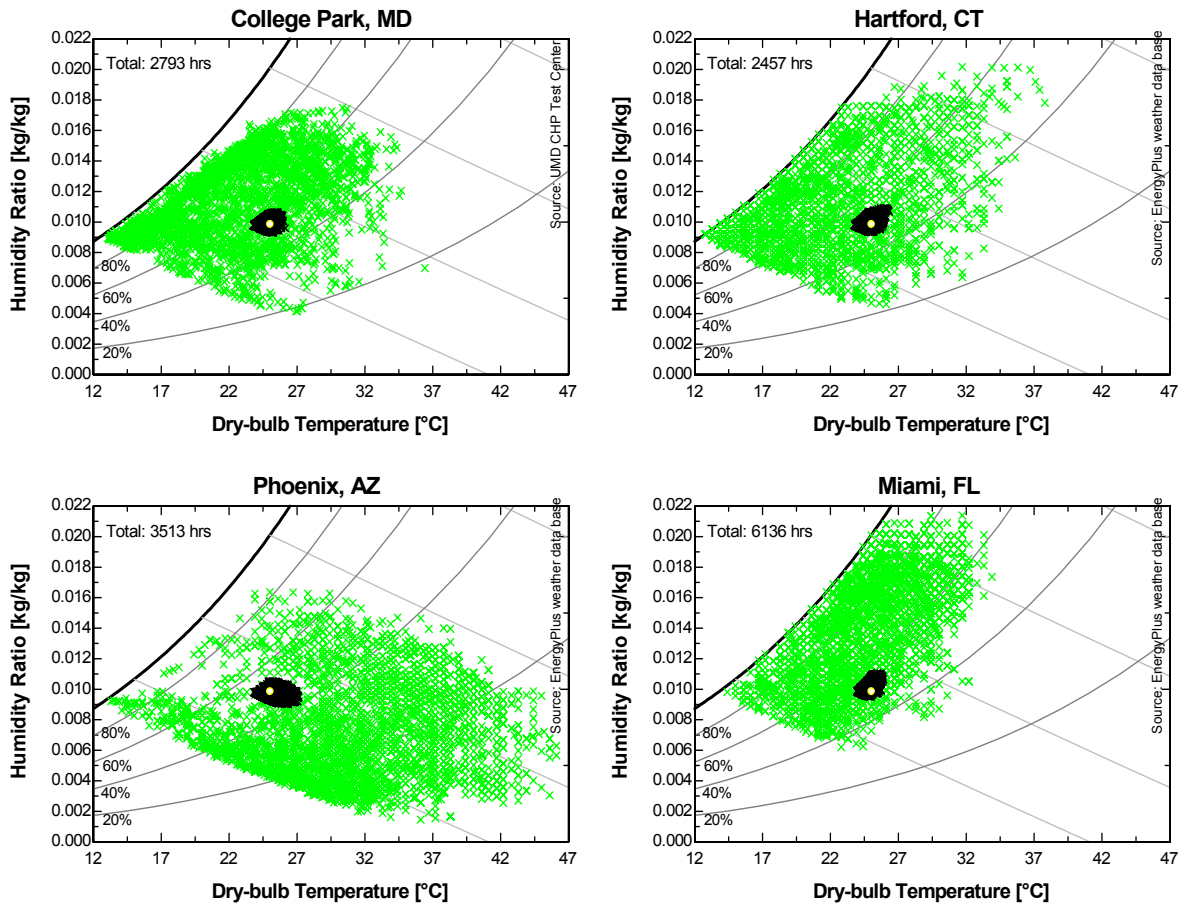 College Park, MD
Humidity Ratio [kg/kg]
0.022
0.020
0.018
0.016
0.014
0.012
0.010
0.008
0.006
0.004
0.002
0.000
Total: 2793 hrs
80%
60%
40%
20%
Source: UMD CHP Test Center
12 17 22 27 32 37 42 47
Dry-bulb Temperature [°C]
Hartford, CT
Humidity Ratio [kg/kg]
0.022
0.020
0.018
0.016
0.014
0.012
0.010
0.008
0.006
0.004
0.002
0.000
Total: 2457 hrs
80%
60%
40%
20%
Source: EnergyPlus weather data base
12 17 22 27 32 37 42 47
Dry-bulb Temperature [°C]
Phoenix, AZ
Humidity Ratio [kg/kg]
0.022
0.020
0.018
0.016
0.014
0.012
0.010
0.008
0.006
0.004
0.002
0.000
Total: 3513 hrs
80%
60%
40%
20%
Source: EnergyPlus weather data base
12 17 22 27 32 37 42 47
Dry-bulb Temperature [°C]
Miami, FL
Humidity Ratio [kg/kg]
0.022
0.020
0.018
0.016
0.014
0.012
0.010
0.008
0.006
0.004
0.002
0.000
Total: 6136 hrs
80%
60%
40%
20%
Source: EnergyPlus weather data base
12 17 22 27 32 37 42 47
Dry-bulb Temperature [°C]